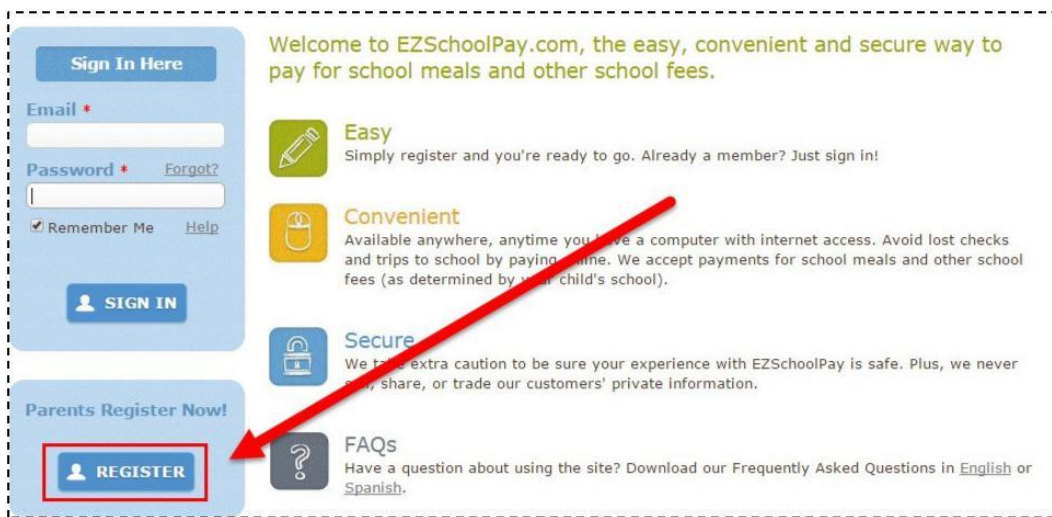 Sign In Here
Email *
Password * Forgot?
Remember Me Help
SIGN IN
Parents Register Now!
REGISTER
Welcome to EZSchoolPay.com, the easy, convenient and secure way to
pay for school meals and other school fees.
Easy
Simply register and you're ready to go. Already a member? Just sign in!
Convenient
Available anywhere, anytime you have a computer with internet access. Avoid lost checks
and trips to school by paying online. We accept payments for school meals and other school
fees (as determined by your child's school).
Secure
We take extra caution to be sure your experience with EZSchoolPay is safe. Plus, we never
sell, share, or trade our customers' private information.
FAQs
Have a question about using the site? Download our Frequently Asked Questions in English or
Spanish.